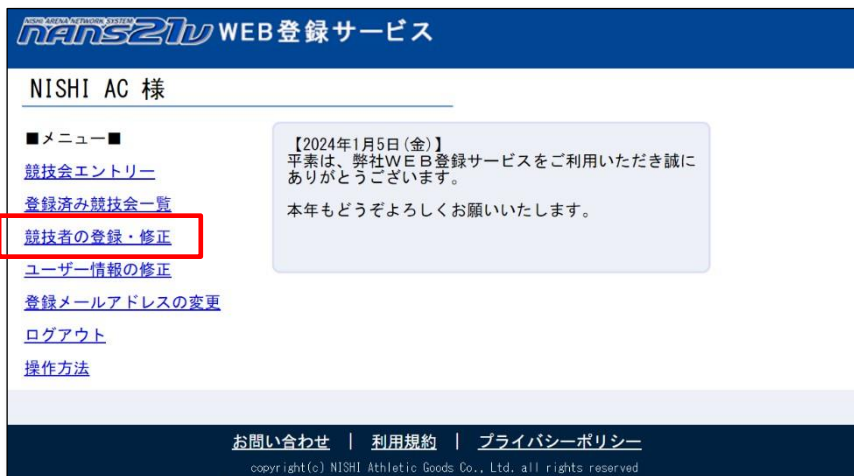 NISHI ARENA NETWORK SYSTEM
nans21v WEB登録サービス
NISHI AC 様
■メニュー■
競技会エントリー
登録済み競技会一覧
競技者の登録・修正
ユーザー情報の修正
登録メールアドレスの変更
ログアウト
操作方法
【2024年1月5日(金)】
平素は、弊社ＷＥＢ登録サービスをご利用いただき誠に
ありがとうございます。
本年もどうぞよろしくお願いいたします。
お問い合わせ | 利用規約 | プライバシーポリシー
copyright(c) NISHI Athletic Goods Co., Ltd. all rights reserved